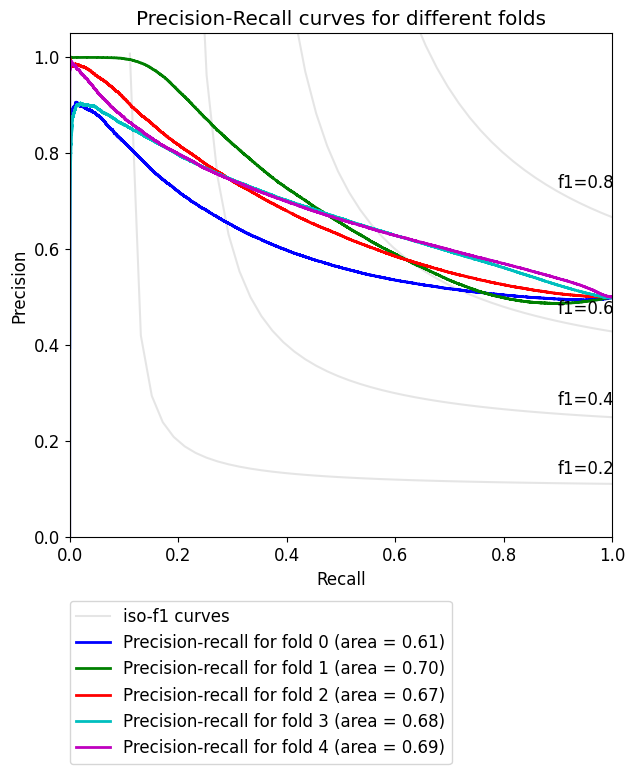 Precision-Recall curves for different folds
1.0
0.8
f1=0.8
0.6
Precision
f1=0.6
0.4
f1=0.4
0.2
f1=0.2
0.0
0.0 0.2 0.4 0.6 0.8 1.0
Recall
iso-f1 curves
Precision-recall for fold 0 (area = 0.61)
Precision-recall for fold 1 (area = 0.70)
Precision-recall for fold 2 (area = 0.67)
Precision-recall for fold 3 (area = 0.68)
Precision-recall for fold 4 (area = 0.69)